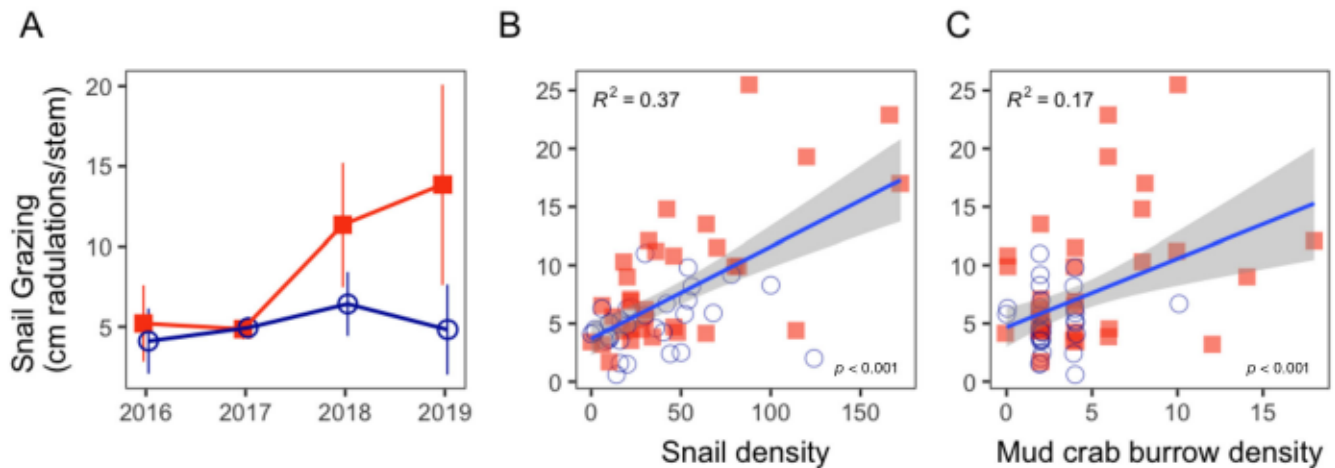 A
B
C
Snail Grazing
(cm radulations/stem)
20
15
10
5
2016 2017 2018 2019
R² = 0.37
25
20
15
10
5
0
p < 0.001
0 50 100 150
Snail density
R² = 0.17
25
20
15
10
5
0
p < 0.001
0 5 10 15
Mud crab burrow density